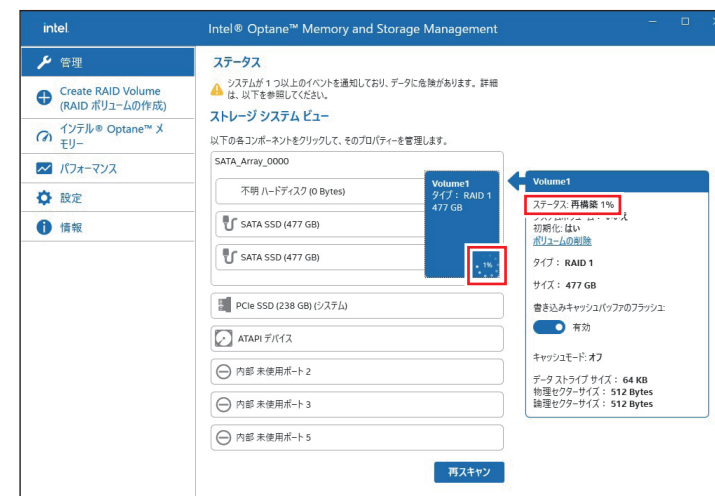 intel
Intel® Optane™ Memory and Storage Management
管理
Create RAID Volume
(RAID ボリュームの作成)
インテル® Optane™ メ
モリー
パフォーマンス
設定
情報
ステータス
システムが 1 つ以上のイベントを通知しており、データに危険があります。詳細
は、以下を参照してください。
ストレージ システム ビュー
以下の各コンポーネントをクリックして、そのプロパティーを管理します。
SATA_Array_0000
不明 ハードディスク (0 Bytes)
SATA SSD (477 GB)
SATA SSD (477 GB)
Volume1
タイプ : RAID 1
477 GB
1%
PCIe SSD (238 GB) (システム)
ATAPI デバイス
内部 未使用ポート 2
内部 未使用ポート 3
内部 未使用ポート 5
再スキャン
Volume1
ステータス: 再構築 1%
初期化: はい
ボリュームの削除
タイプ : RAID 1
サイズ : 477 GB
書き込みキャッシュバッファのフラッシュ:
有効
キャッシュモード: オフ
データ ストライプ サイズ : 64 KB
物理セクターサイズ : 512 Bytes
論理セクターサイズ : 512 Bytes